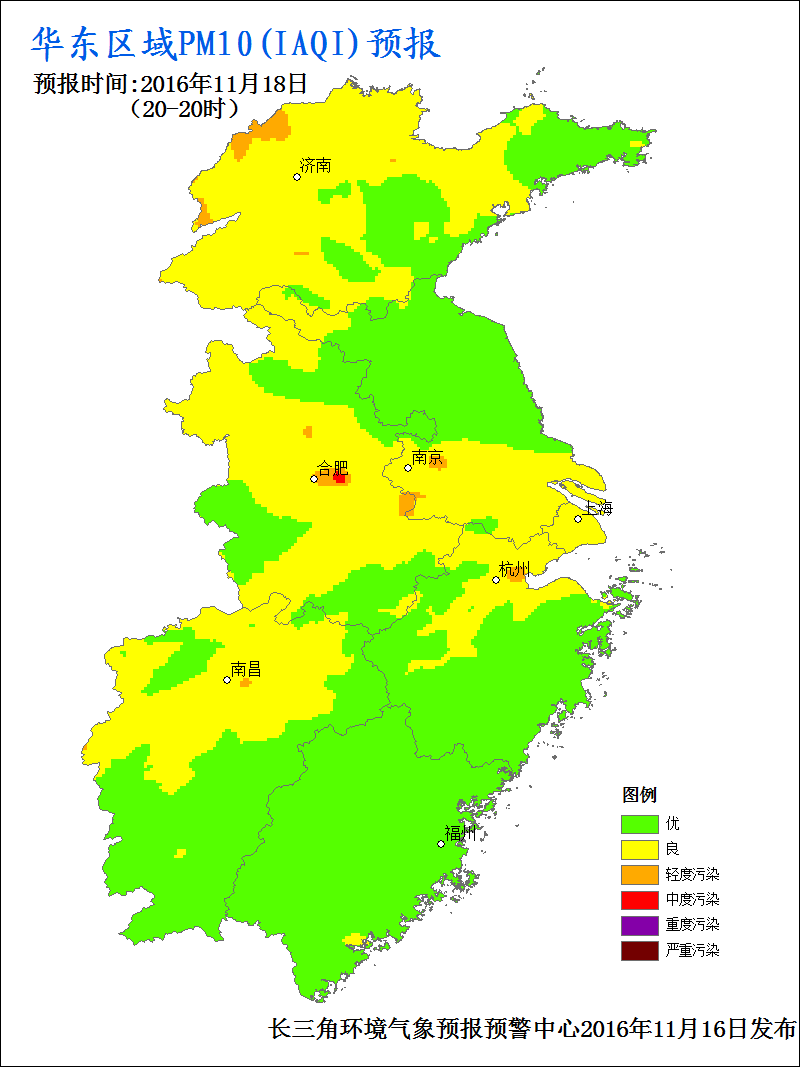 华东区域PM10(IAQI)预报
预报时间:2016年11月18日
（20-20时）
济南
南京
合肥
上海
杭州
南昌
福州
图例
优
良
轻度污染
中度污染
重度污染
严重污染
长三角环境气象预报预警中心2016年11月16日发布